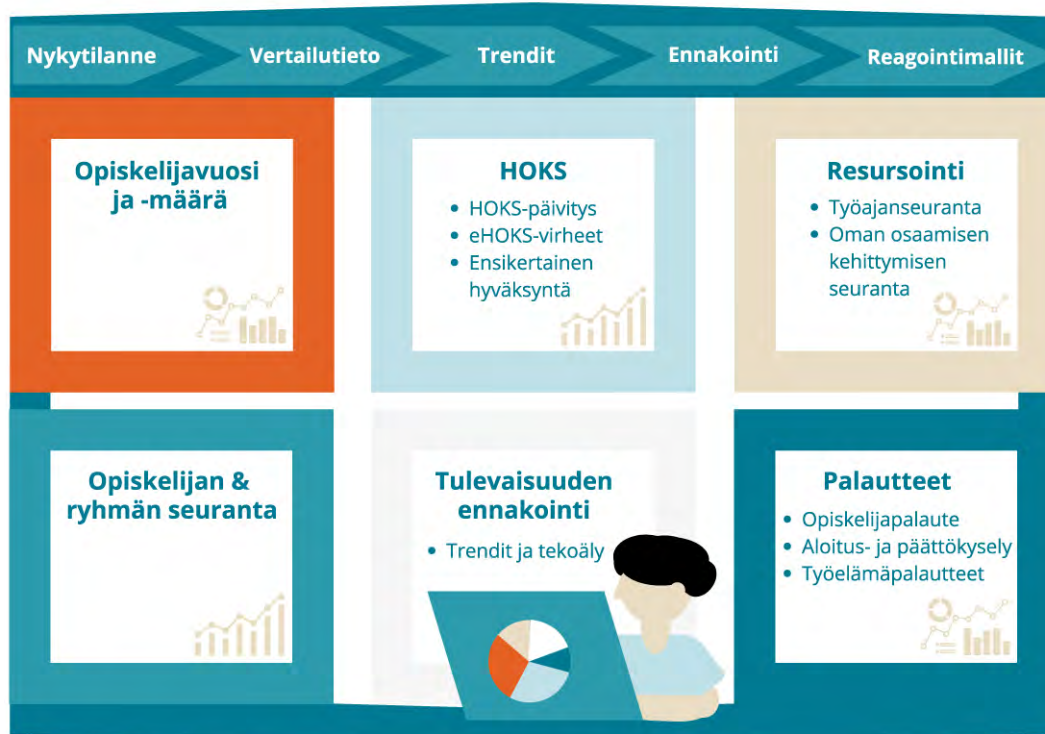 Nykytilanne
Vertailutieto
Trendit
Ennakointi
Reagointimallit
Opiskelijavuosi
ja -määrä
HOKS
• HOKS-päivitys
• eHOKS-virheet
• Ensikertainen
hyväksyntä
Resursointi
• Työajanseuranta
• Oman osaamisen
kehittymisen
seuranta
Opiskelijan &
ryhmän seuranta
Tulevaisuuden
ennakointi
• Trendit ja tekoäly
Palautteet
• Opiskelijapalaute
• Aloitus- ja päättökysely
• Työelämäpalautteet